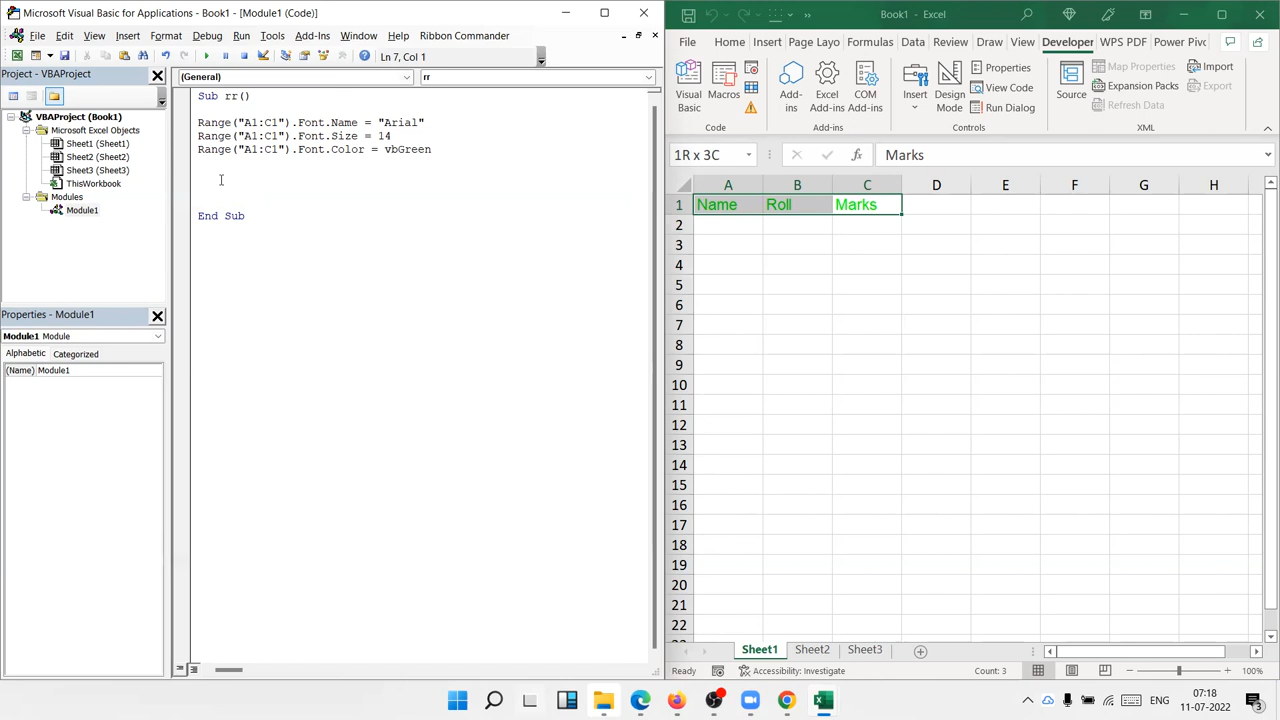 Microsoft Visual Basic for Applications - Book1 - [Module1 (Code)]
File Edit View Insert Format Debug Run Tools Add-Ins Window Help Ribbon Commander
Ln 7, Col 1
Project - VBAProject
VBAProject (Book1)
Microsoft Excel Objects
Sheet1 (Sheet1)
Sheet2 (Sheet2)
Sheet3 (Sheet3)
ThisWorkbook
Modules
Module1
Properties - Module1
Module1 Module
Alphabetic Categorized
(Name) Module1
(General) rr
Sub rr()
Range("A1:C1").Font.Name = "Arial"
Range("A1:C1").Font.Size = 14
Range("A1:C1").Font.Color = vbGreen
End Sub
Book1 - Excel
File Home Insert Page Layo Formulas Data Review Draw View Developer WPS PDF Power Piv
Visual Basic
Macros
Code
Add-ins
Excel Add-ins
COM Add-ins
Add-ins
Insert
Design Mode
Properties
View Code
Run Dialog
Controls
Source
Map Properties
Expansion Packs
Refresh Data
Import
Export
XML
1R x 3C
fx
Marks
A B C D E F G H
1 Name Roll Marks
2
3
4
5
6
7
8
9
10
11
12
13
14
15
16
17
18
19
20
21
22
Sheet1 Sheet2 Sheet3
Ready Accessibility: Investigate Count: 3 100%
ENG 07:18
11-07-2022
3